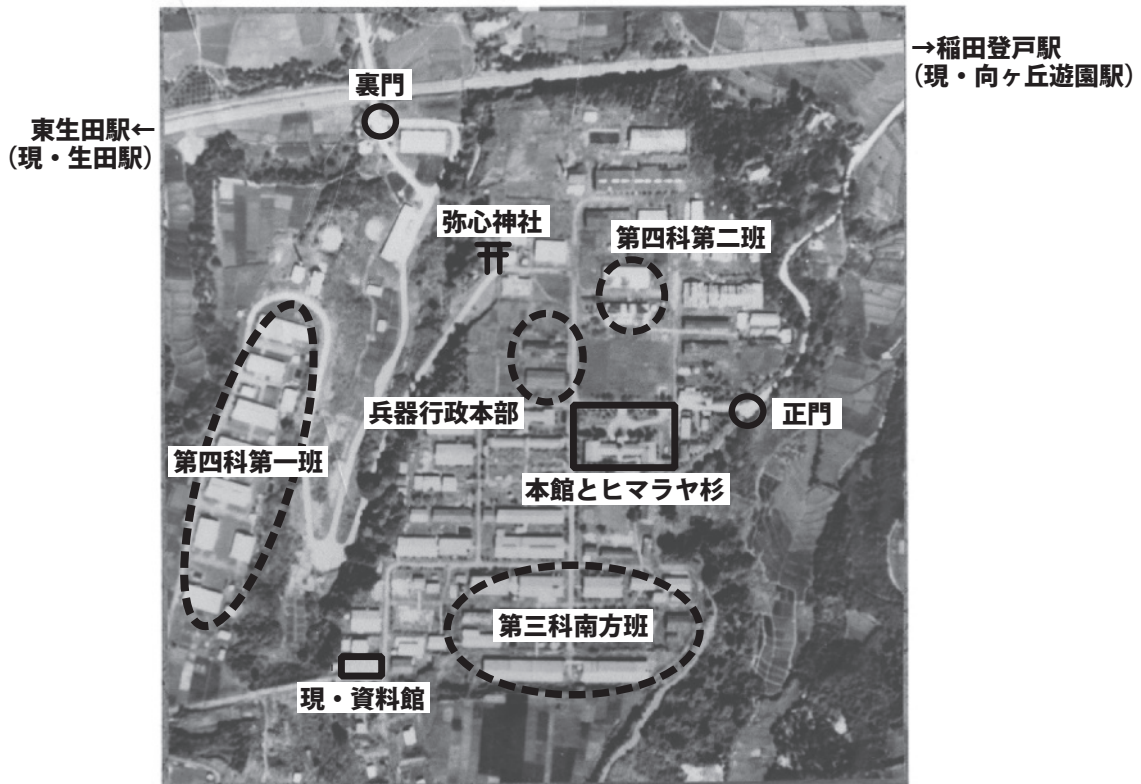 →稲田登戸駅
(現・向ヶ丘遊園駅)
裏門
東生田駅←
(現・生田駅)
弥心神社
第四科第二班
兵器行政本部
正門
第四科第一班
本館とヒマラヤ杉
第三科南方班
現・資料館